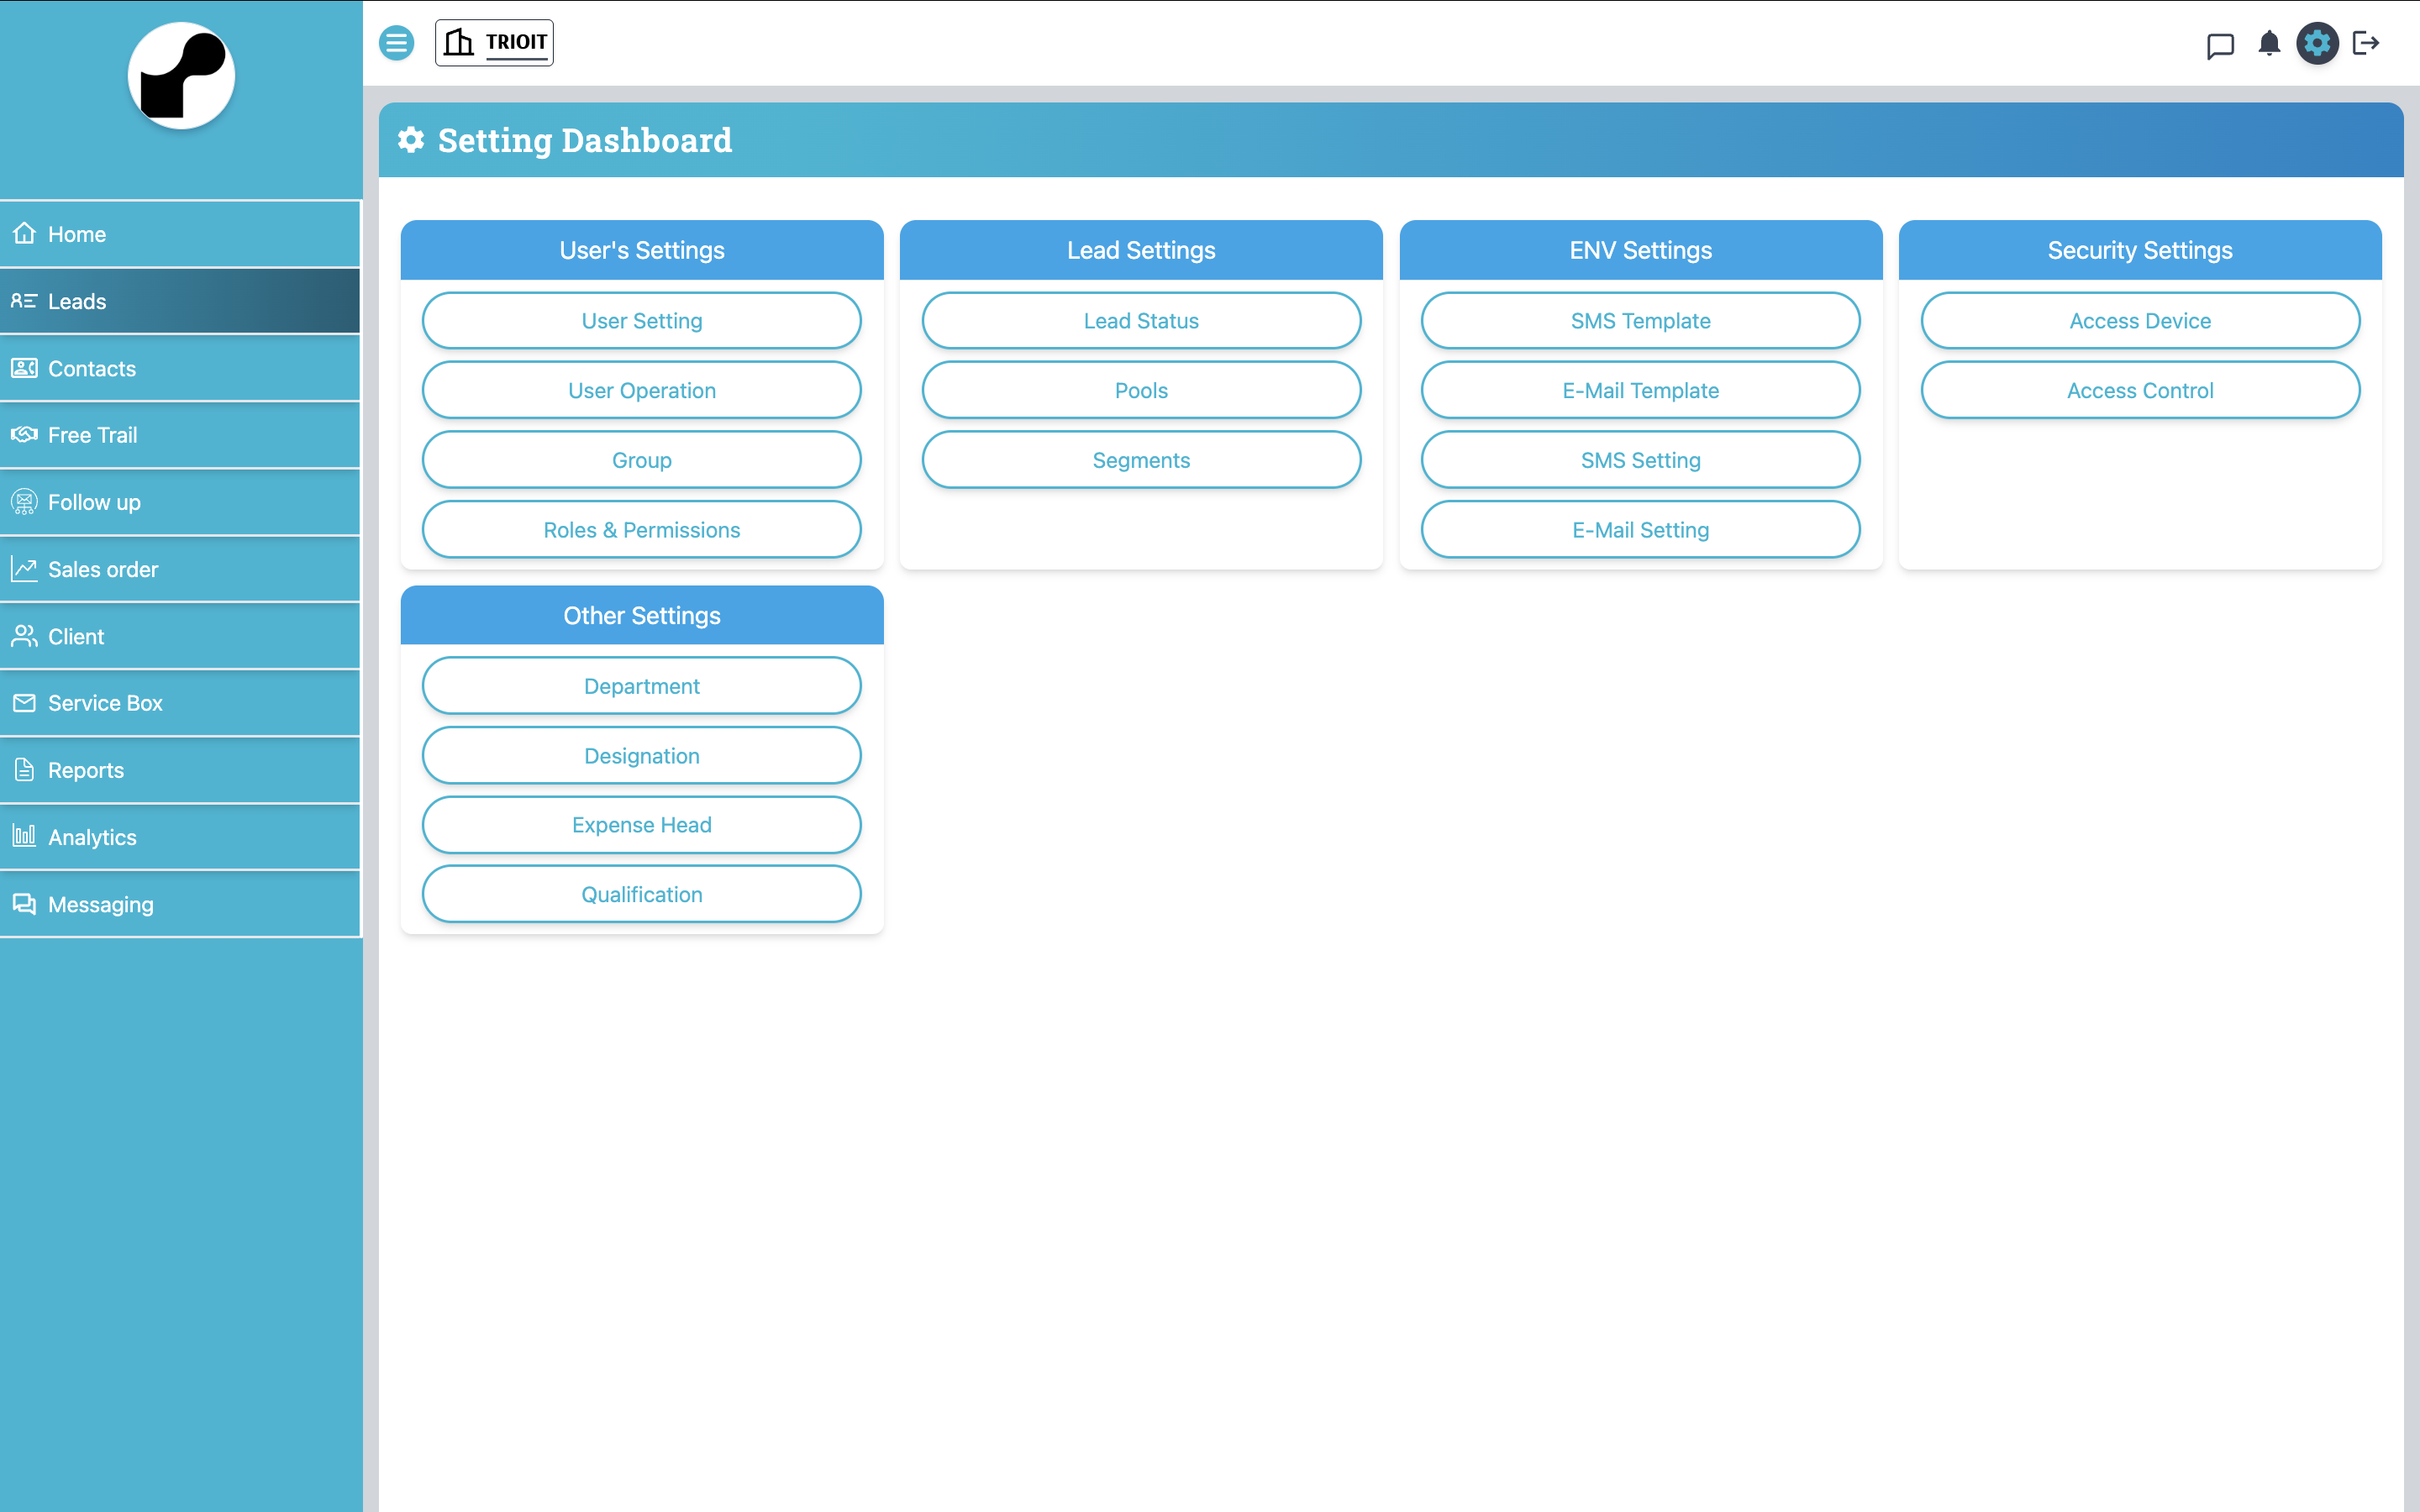 TRIOIT
Setting Dashboard
Home
Leads
Contacts
Free Trail
Follow up
Sales order
Client
Service Box
Reports
Analytics
Messaging
User's Settings
User Setting
User Operation
Group
Roles & Permissions
Lead Settings
Lead Status
Pools
Segments
ENV Settings
SMS Template
E-Mail Template
SMS Setting
E-Mail Setting
Security Settings
Access Device
Access Control
Other Settings
Department
Designation
Expense Head
Qualification